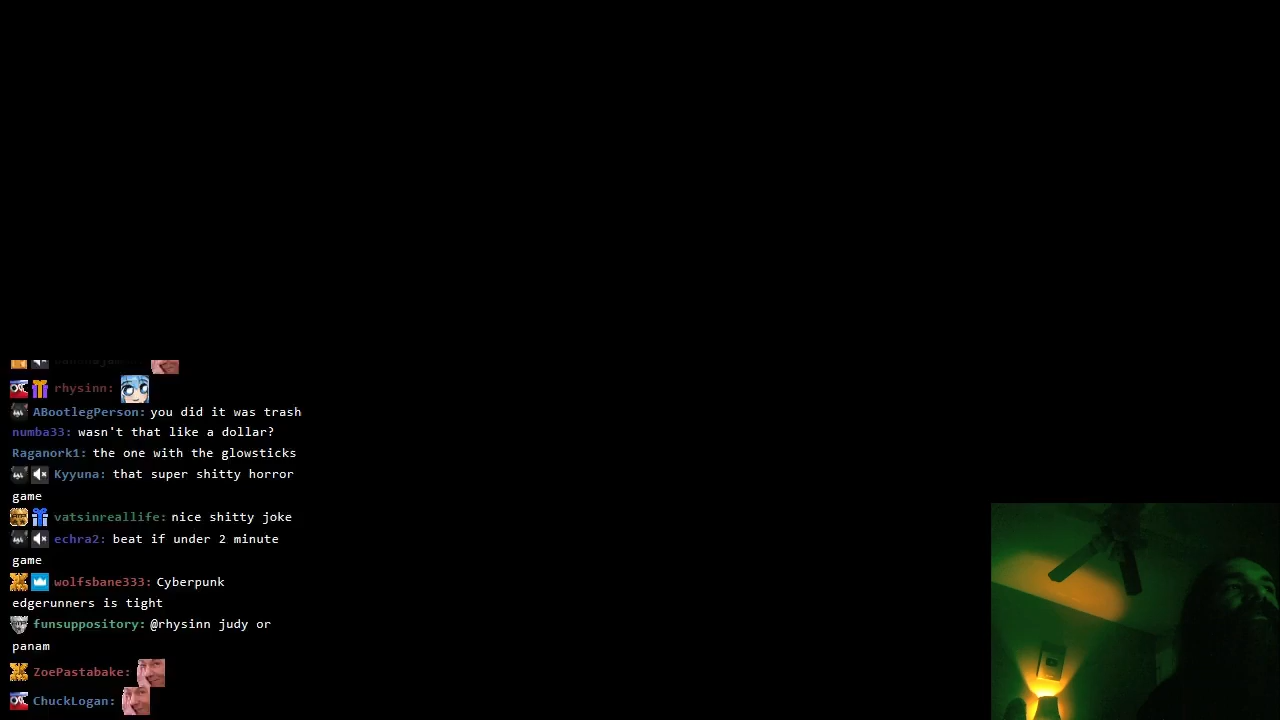 rhysinn:
ABootlegPerson: you did it was trash
numba33: wasn't that like a dollar?
Raganork1: the one with the glowsticks
Kyyuna: that super shitty horror
game
vatsinreallife: nice shitty joke
echra2: beat if under 2 minute
game
wolfsbane333: Cyberpunk
edgerunners is tight
funsuppository: @rhysinn judy or
panam
ZoePastabake:
ChuckLogan: